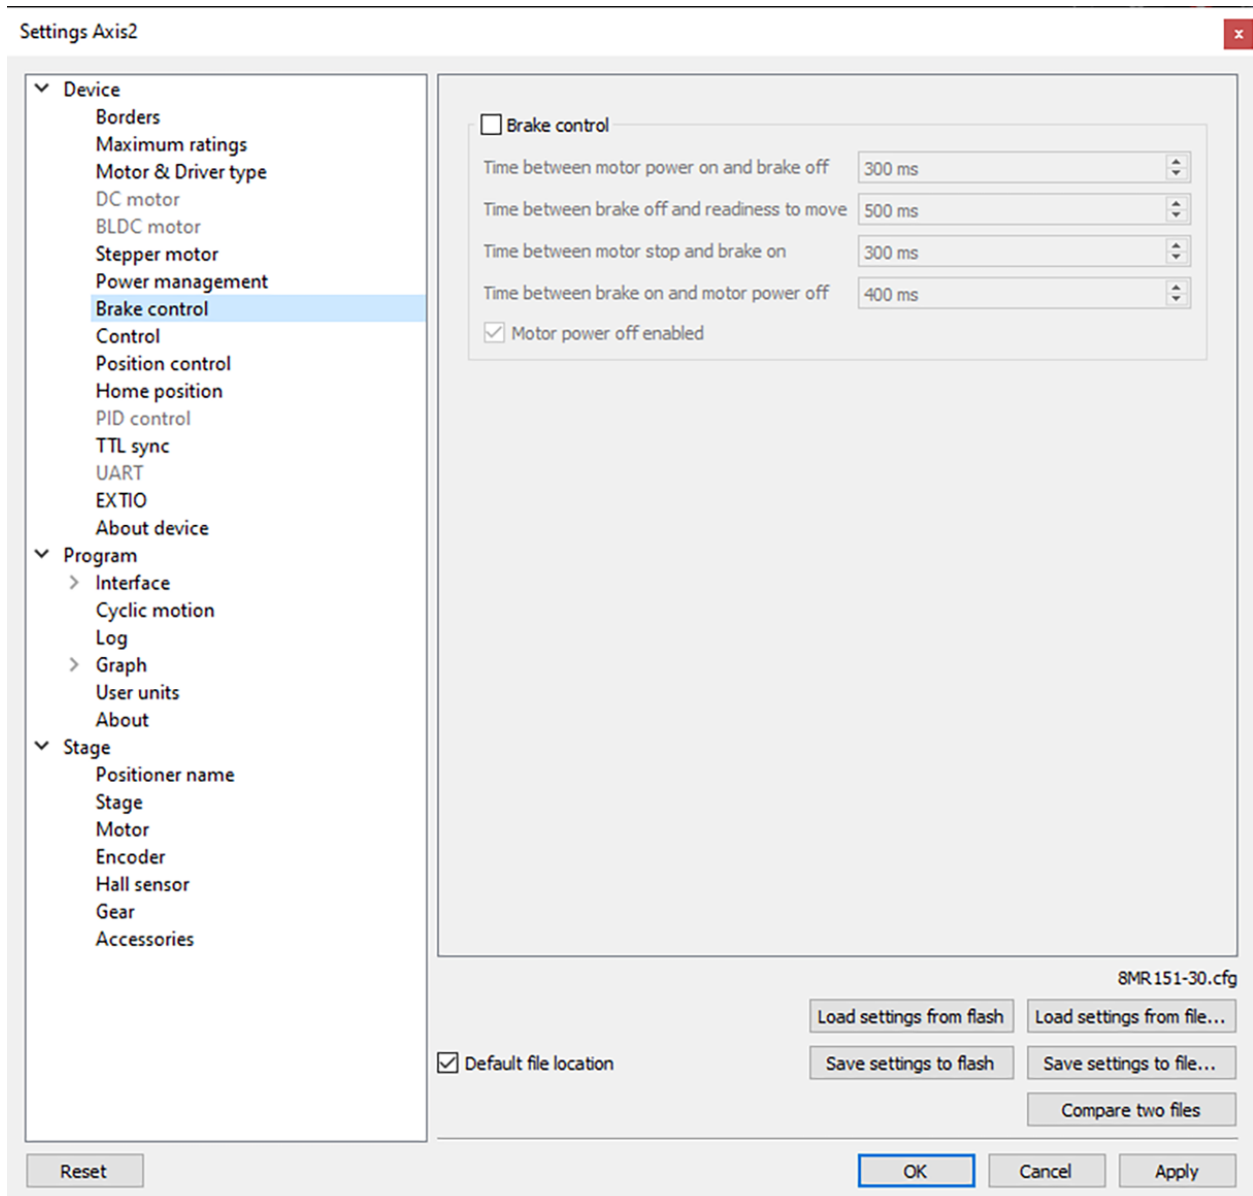 Settings Axis2
x
Device
Borders
Maximum ratings
Motor & Driver type
DC motor
BLDC motor
Stepper motor
Power management
Brake control
Control
Position control
Home position
PID control
TTL sync
UART
EXTIO
About device
Program
Interface
Cyclic motion
Log
Graph
User units
About
Stage
Positioner name
Stage
Motor
Encoder
Hall sensor
Gear
Accessories
Brake control
Time between motor power on and brake off 300 ms
Time between brake off and readiness to move 500 ms
Time between motor stop and brake on 300 ms
Time between brake on and motor power off 400 ms
Motor power off enabled
8MR151-30.cfg
Load settings from flash Load settings from file...
Default file location Save settings to flash Save settings to file...
Compare two files
Reset OK Cancel Apply